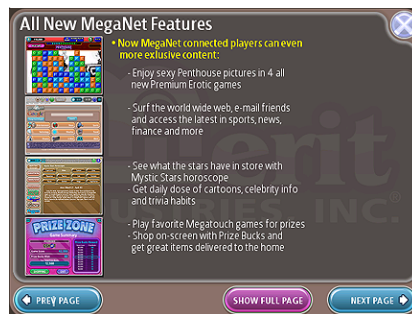 All New MegaNet Features
• Now MegaNet connected players can even
more exlusive content:
- Enjoy sexy Penthouse pictures in 4 all
new Premium Erotic games
- Surf the world wide web, e-mail friends
and access the latest in sports, news,
finance and more
- See what the stars have in store with
Mystic Stars horoscope
- Get daily dose of cartoons, celebrity info
and trivia habits
- Play favorite Megatouch games for prizes
- Shop on-screen with Prize Bucks and
get great items delivered to the home
PRIZE ZONE
Game Summary
INC.
PREV PAGE
SHOW FULL PAGE
NEXT PAGE